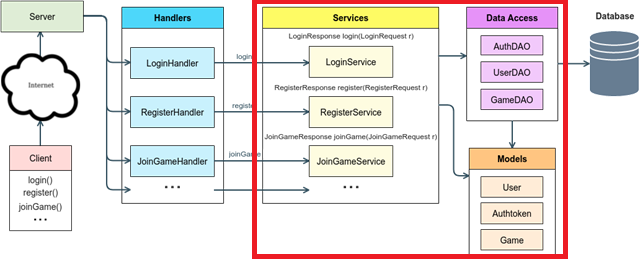 Server
Internet
Client
login()
register()
joinGame()
...
Handlers
LoginHandler
RegisterHandler
JoinGameHandler
...
login
register
joinGame
Services
LoginResponse login(LoginRequest r)
LoginService
RegisterResponse register(RegisterRequest r)
RegisterService
JoinGameResponse joinGame(JoinGameRequest r)
JoinGameService
...
Data Access
AuthDAO
UserDAO
GameDAO
Models
User
Authtoken
Game
Database